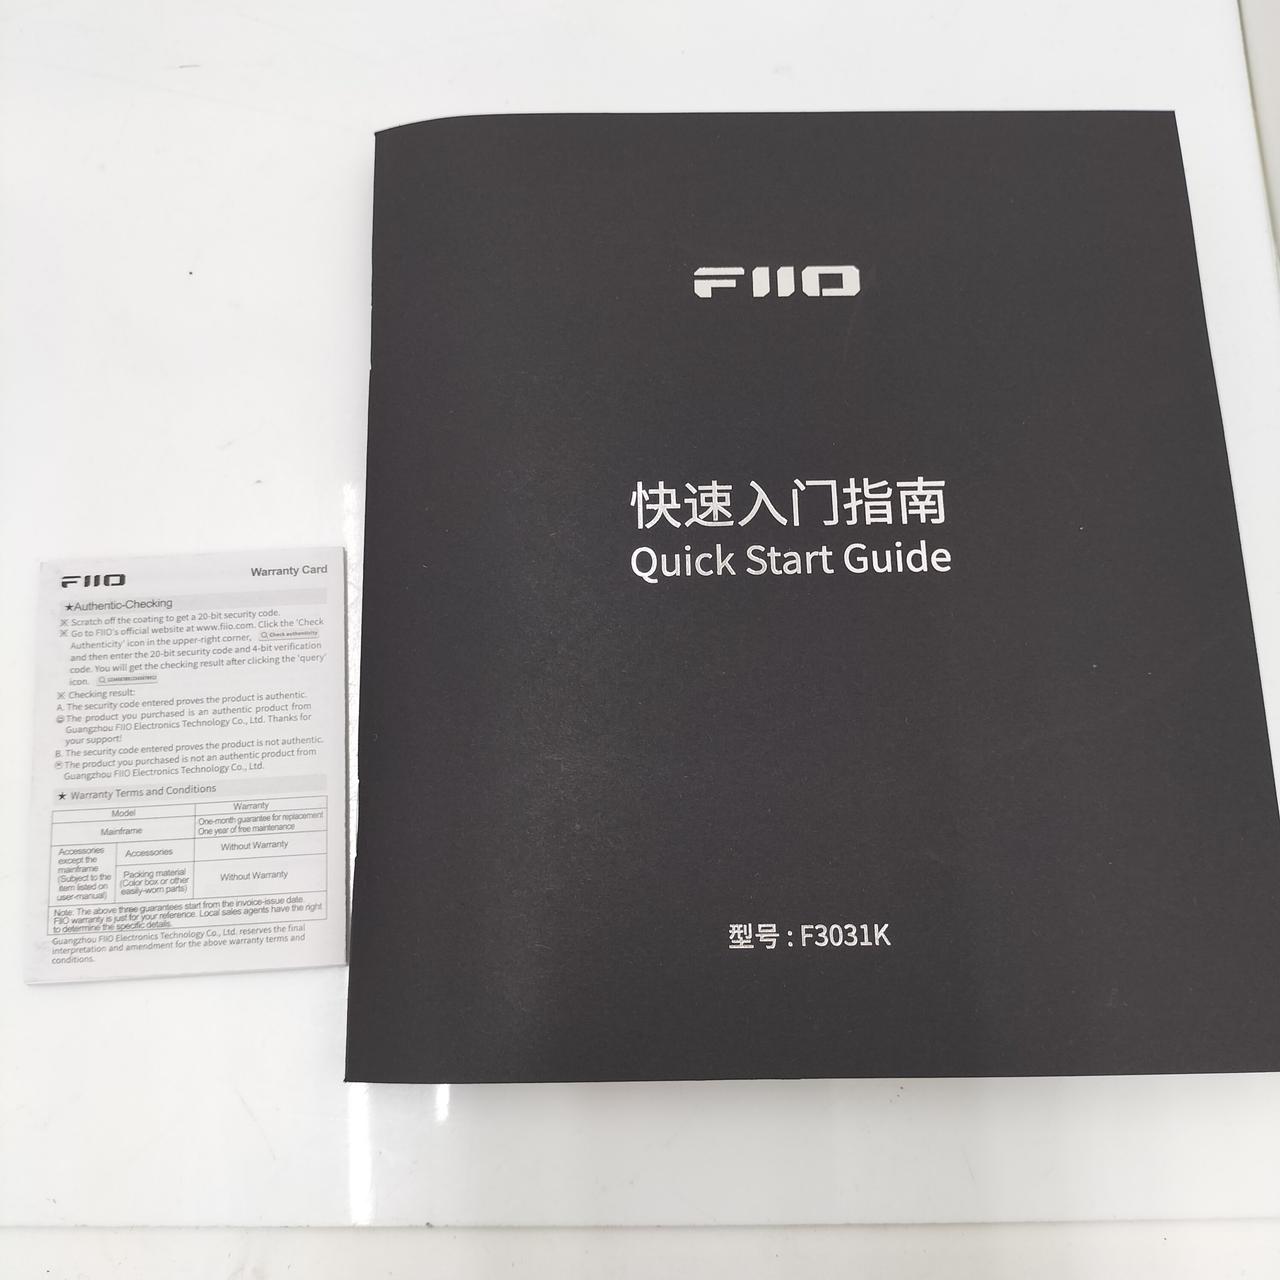 FIIO
快速入门指南
Quick Start Guide
型号 : F3031K
FIIO
Warranty Card
★Authentic-Checking
※ Scratch off the coating to get a 20-bit security code.
※ Go to FIIO's official website at www.fiio.com. Click the 'Check
Authenticity' icon in the upper-right corner, Check authenticity
and then enter the 20-bit security code and 4-bit verification
code. You will get the checking result after clicking the 'query'
icon.
※ Checking result:
A. The security code entered proves the product is authentic.
The product you purchased is an authentic product from
Guangzhou FIIO Electronics Technology Co., Ltd. Thanks for
your support!
B. The security code entered proves the product is not authentic.
The product you purchased is not an authentic product from
Guangzhou FIIO Electronics Technology Co., Ltd.
★ Warranty Terms and Conditions
Model
Warranty
Mainframe
One-month guarantee for replacement
One year of free maintenance
Accessories
except the
mainframe
(Subject to the
item listed on
user-manual)
Accessories
Without Warranty
Packing material
(Color box or other
easily-worn parts)
Without Warranty
Note: The above three guarantees start from the invoice-issue date.
FIIO warranty is just for your reference. Local sales agents have the right
to determine the specific details.
Guangzhou FIIO Electronics Technology Co., Ltd. reserves the final
interpretation and amendment for the above warranty terms and
conditions.